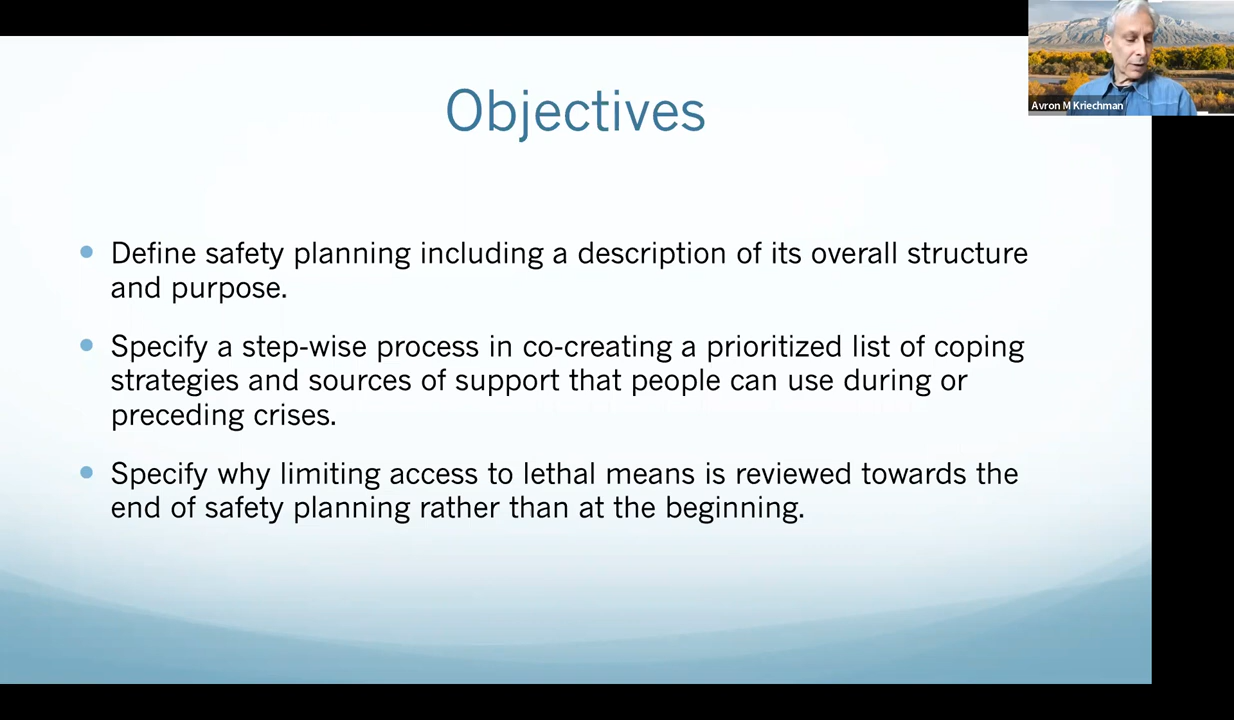 Avron M Kriechman
Objectives
Define safety planning including a description of its overall structure
and purpose.
Specify a step-wise process in co-creating a prioritized list of coping
strategies and sources of support that people can use during or
preceding crises.
Specify why limiting access to lethal means is reviewed towards the
end of safety planning rather than at the beginning.